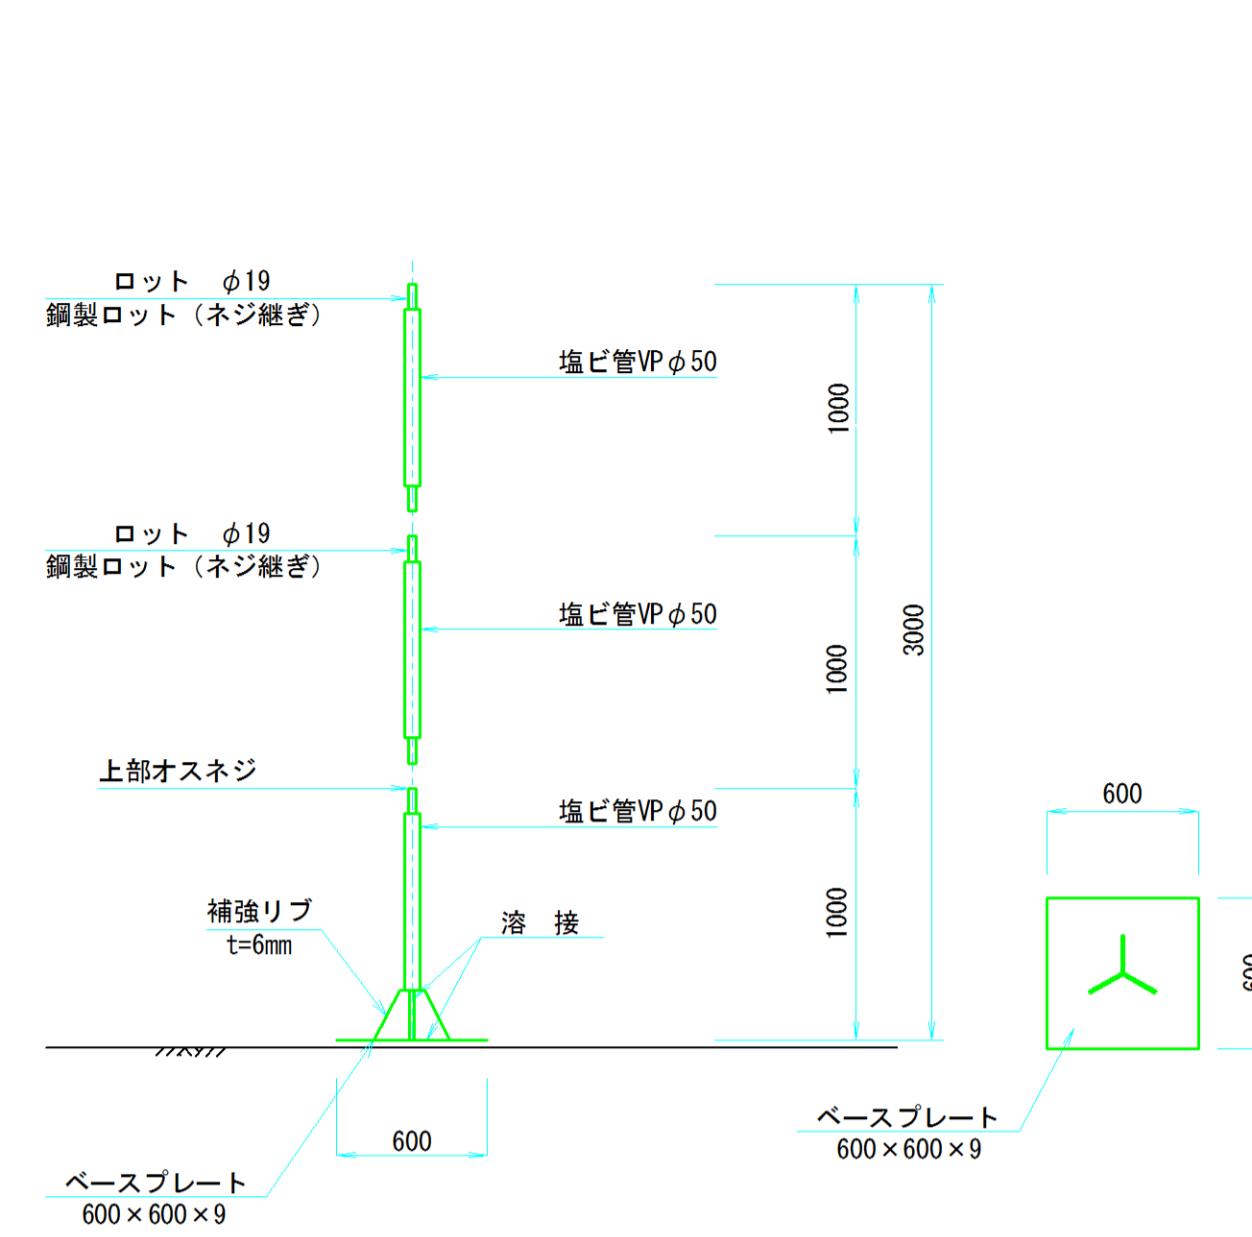 ロット　φ19
鋼製ロット（ネジ継ぎ）
塩ビ管VPφ50
1000
ロット　φ19
鋼製ロット（ネジ継ぎ）
塩ビ管VPφ50
3000
1000
上部オスネジ
塩ビ管VPφ50
600
補強リブ
t=6mm
溶　接
1000
600
ベースプレート
600×600×9
600
ベースプレート
600×600×9